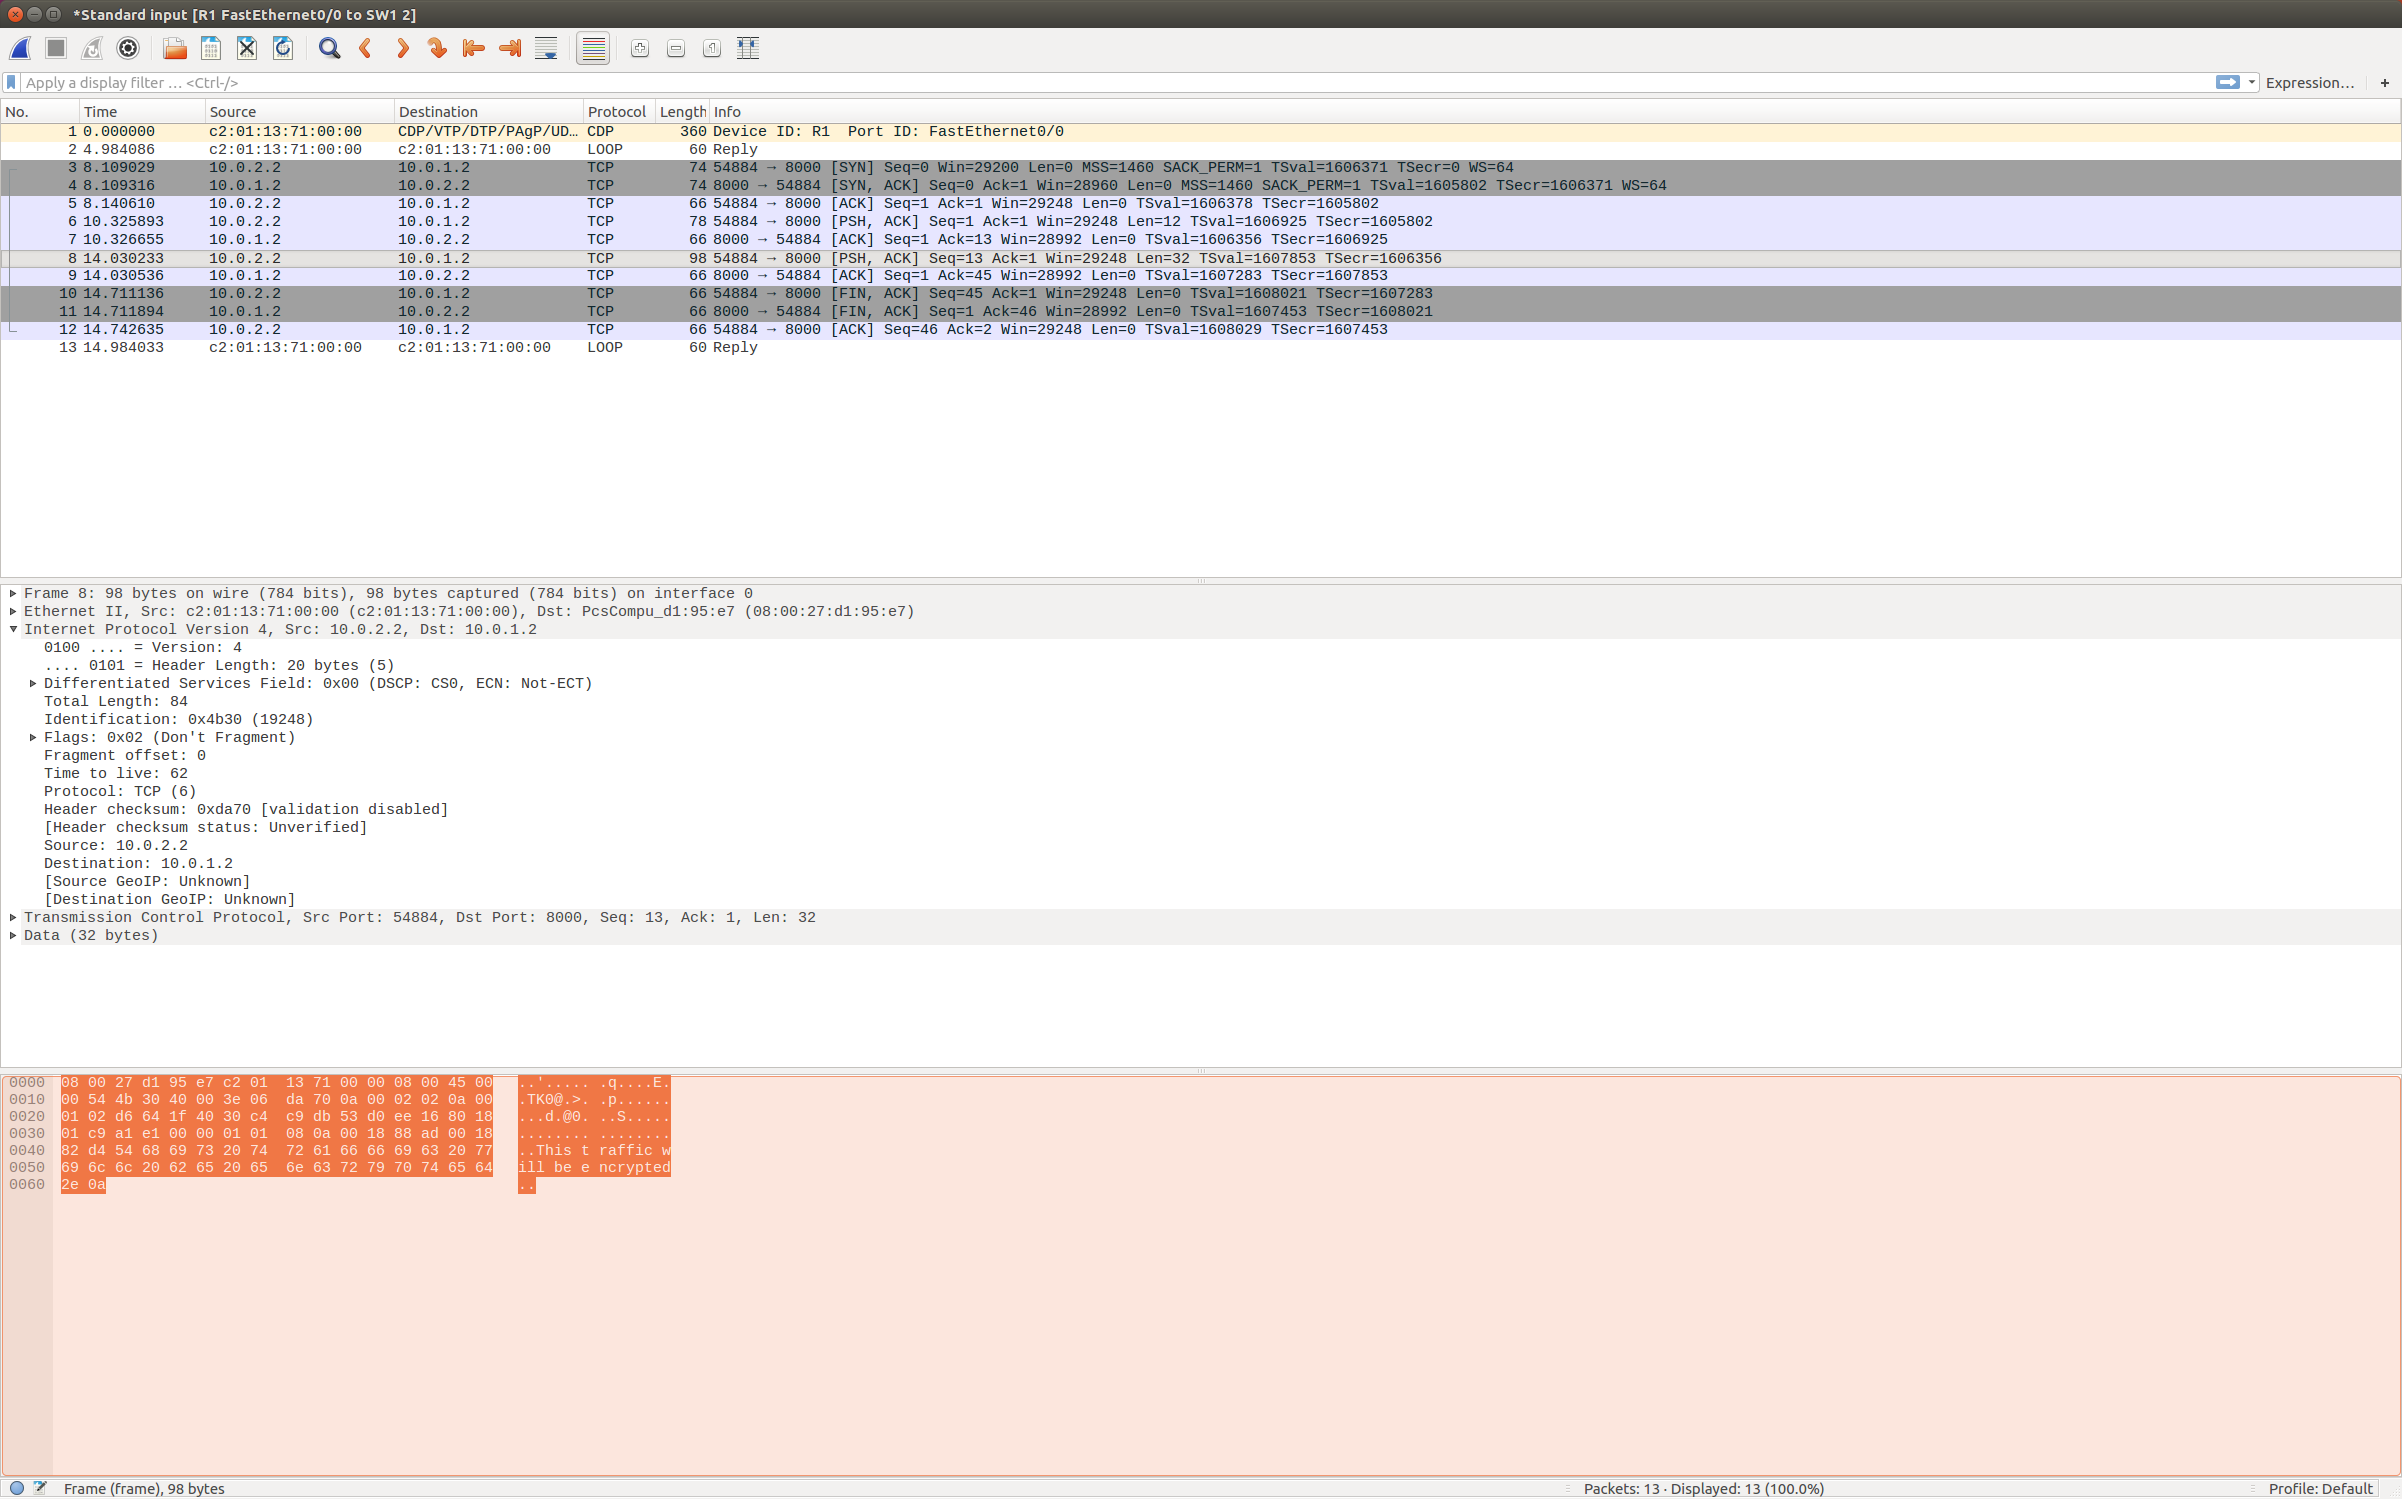 *Standard input [R1 FastEthernet0/0 to SW1 2]
Apply a display filter … <Ctrl-/>
Expression…
+
No. Time Source Destination Protocol Length Info
1 0.000000 c2:01:13:71:00:00 CDP/VTP/DTP/PAgP/UD… CDP 360 Device ID: R1  Port ID: FastEthernet0/0
2 4.984086 c2:01:13:71:00:00 c2:01:13:71:00:00 LOOP 60 Reply
3 8.109029 10.0.2.2 10.0.1.2 TCP 74 54884 → 8000 [SYN] Seq=0 Win=29200 Len=0 MSS=1460 SACK_PERM=1 TSval=1606371 TSecr=0 WS=64
4 8.109316 10.0.1.2 10.0.2.2 TCP 74 8000 → 54884 [SYN, ACK] Seq=0 Ack=1 Win=28960 Len=0 MSS=1460 SACK_PERM=1 TSval=1605802 TSecr=1606371 WS=64
5 8.140610 10.0.2.2 10.0.1.2 TCP 66 54884 → 8000 [ACK] Seq=1 Ack=1 Win=29248 Len=0 TSval=1606378 TSecr=1605802
6 10.325893 10.0.2.2 10.0.1.2 TCP 78 54884 → 8000 [PSH, ACK] Seq=1 Ack=1 Win=29248 Len=12 TSval=1606925 TSecr=1605802
7 10.326655 10.0.1.2 10.0.2.2 TCP 66 8000 → 54884 [ACK] Seq=1 Ack=13 Win=28992 Len=0 TSval=1606356 TSecr=1606925
8 14.030233 10.0.2.2 10.0.1.2 TCP 98 54884 → 8000 [PSH, ACK] Seq=13 Ack=1 Win=29248 Len=32 TSval=1607853 TSecr=1606356
9 14.030536 10.0.1.2 10.0.2.2 TCP 66 8000 → 54884 [ACK] Seq=1 Ack=45 Win=28992 Len=0 TSval=1607283 TSecr=1607853
10 14.711136 10.0.2.2 10.0.1.2 TCP 66 54884 → 8000 [FIN, ACK] Seq=45 Ack=1 Win=29248 Len=0 TSval=1608021 TSecr=1607283
11 14.711894 10.0.1.2 10.0.2.2 TCP 66 8000 → 54884 [FIN, ACK] Seq=1 Ack=46 Win=28992 Len=0 TSval=1607453 TSecr=1608021
12 14.742635 10.0.2.2 10.0.1.2 TCP 66 54884 → 8000 [ACK] Seq=46 Ack=2 Win=29248 Len=0 TSval=1608029 TSecr=1607453
13 14.984033 c2:01:13:71:00:00 c2:01:13:71:00:00 LOOP 60 Reply
Frame 8: 98 bytes on wire (784 bits), 98 bytes captured (784 bits) on interface 0
Ethernet II, Src: c2:01:13:71:00:00 (c2:01:13:71:00:00), Dst: PcsCompu_d1:95:e7 (08:00:27:d1:95:e7)
Internet Protocol Version 4, Src: 10.0.2.2, Dst: 10.0.1.2
0100 .... = Version: 4
.... 0101 = Header Length: 20 bytes (5)
Differentiated Services Field: 0x00 (DSCP: CS0, ECN: Not-ECT)
Total Length: 84
Identification: 0x4b30 (19248)
Flags: 0x02 (Don't Fragment)
Fragment offset: 0
Time to live: 62
Protocol: TCP (6)
Header checksum: 0xda70 [validation disabled]
[Header checksum status: Unverified]
Source: 10.0.2.2
Destination: 10.0.1.2
[Source GeoIP: Unknown]
[Destination GeoIP: Unknown]
Transmission Control Protocol, Src Port: 54884, Dst Port: 8000, Seq: 13, Ack: 1, Len: 32
Data (32 bytes)
0000 08 00 27 d1 95 e7 c2 01  13 71 00 00 08 00 45 00  ..'..... .q....E.
0010 00 54 4b 30 40 00 3e 06  da 70 0a 00 02 02 0a 00  .TK0@.>. .p......
0020 01 02 d6 64 1f 40 30 c4  c9 db 53 d0 ee 16 80 18  ...d.@0. ..S.....
0030 01 c9 a1 e1 00 00 01 01  08 0a 00 18 88 ad 00 18  ........ ........
0040 82 d4 54 68 69 73 20 74  72 61 66 66 69 63 20 77  ..This t raffic w
0050 69 6c 6c 20 62 65 20 65  6e 63 72 79 70 74 65 64  ill be e ncrypted
0060 2e 0a  ..
Frame (frame), 98 bytes
Packets: 13 · Displayed: 13 (100.0%)
Profile: Default